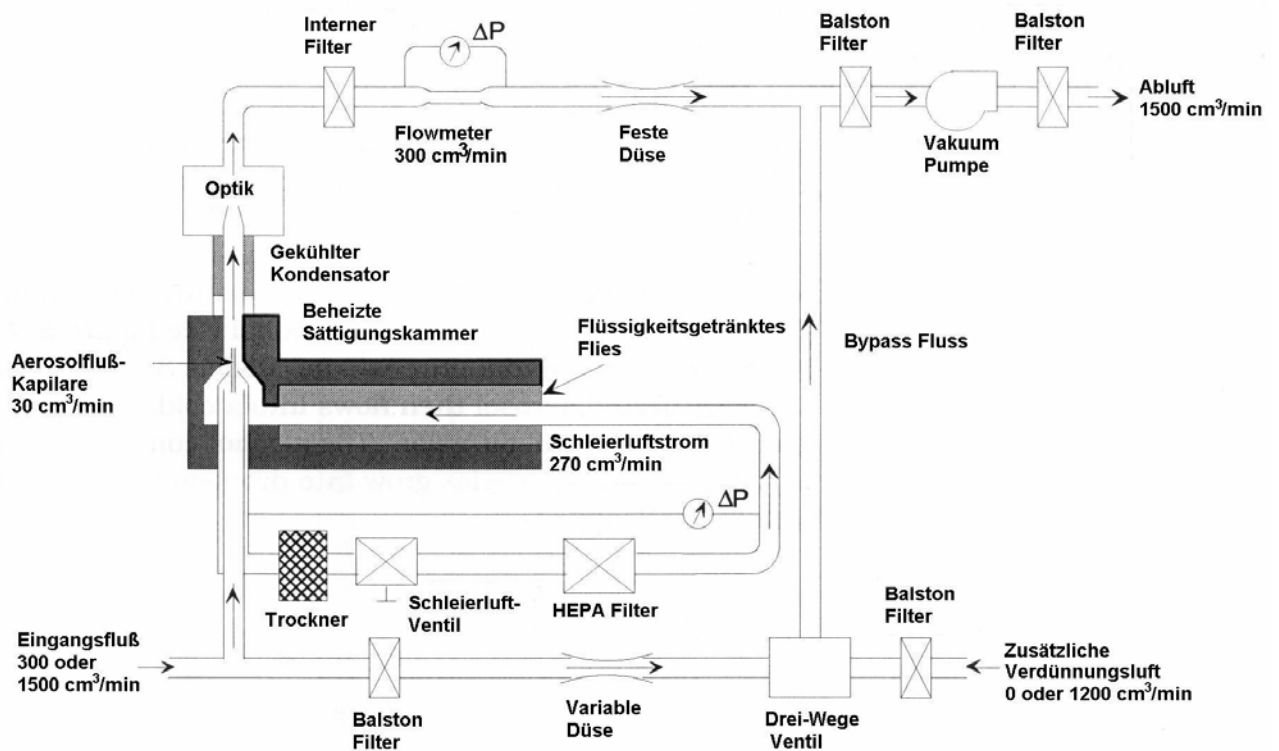 Interner
Filter
ΔP
Balston
Filter
Balston
Filter
Abluft
1500 cm³/min
Flowmeter
300 cm³/min
Feste
Düse
Vakuum
Pumpe
Optik
Gekühlter
Kondensator
Beheizte
Sättigungskammer
Flüssigkeitsgetränktes
Flies
Bypass Fluss
Aerosolfluß-
Kapilare
30 cm³/min
Schleierluftstrom
270 cm³/min
ΔP
Trockner
Schleierluft-
Ventil
HEPA Filter
Balston
Filter
Eingangsfluß
300 oder
1500 cm³/min
Zusätzliche
Verdünnungsluft
0 oder 1200 cm³/min
Balston
Filter
Variable
Düse
Drei-Wege
Ventil